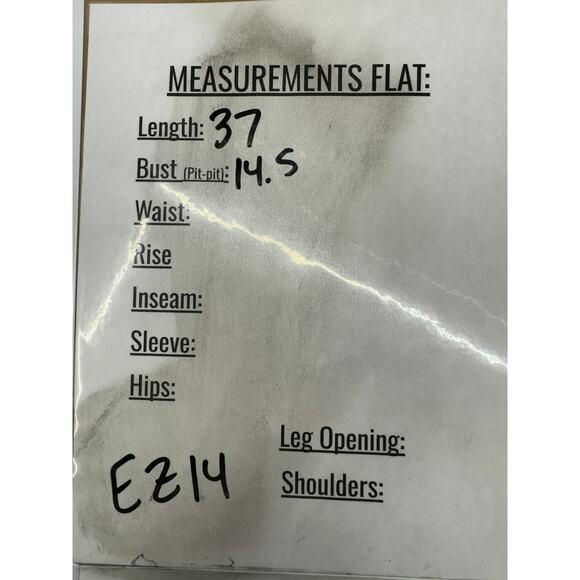 MEASUREMENTS FLAT:
Length: 37
Bust (Pit-pit): 14.5
Waist:
Rise
Inseam:
Sleeve:
Hips:
Leg Opening:
EZ14
Shoulders: